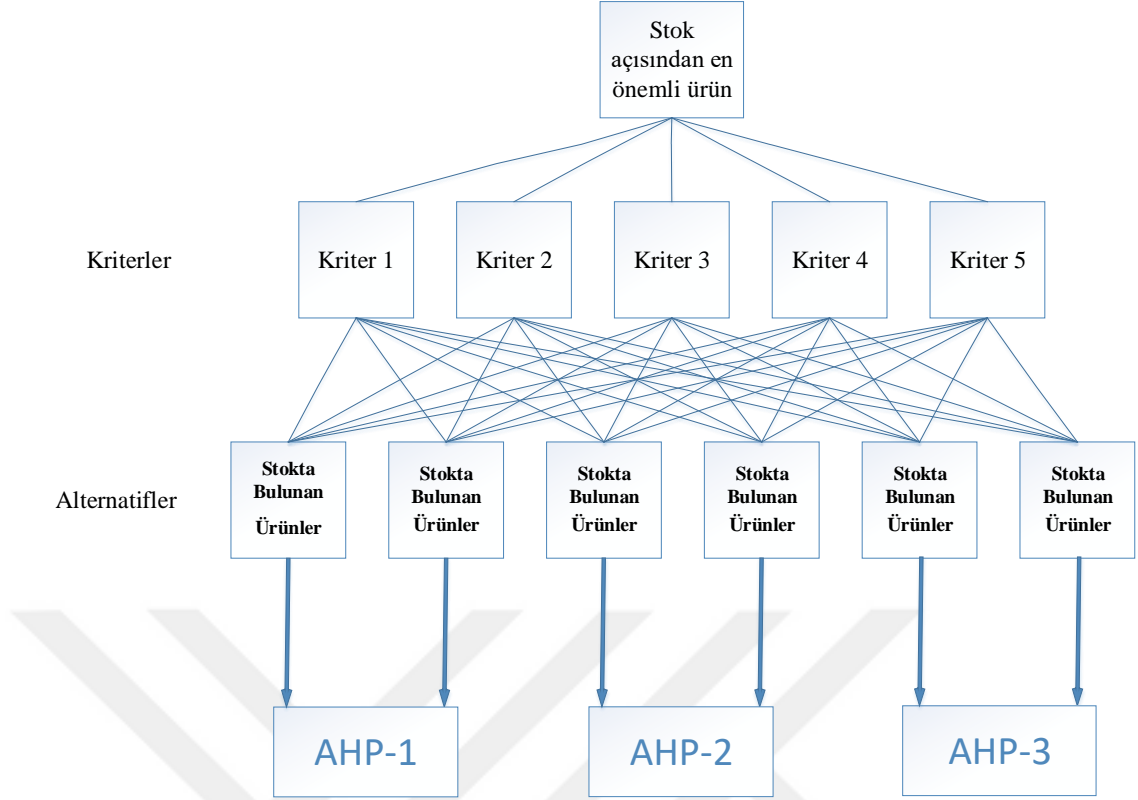 Stok
açısından en
önemli ürün
Kriterler
Kriter 1
Kriter 2
Kriter 3
Kriter 4
Kriter 5
Alternatifler
Stokta
Bulunan
Ürünler
Stokta
Bulunan
Ürünler
Stokta
Bulunan
Ürünler
Stokta
Bulunan
Ürünler
Stokta
Bulunan
Ürünler
Stokta
Bulunan
Ürünler
AHP-1
AHP-2
AHP-3